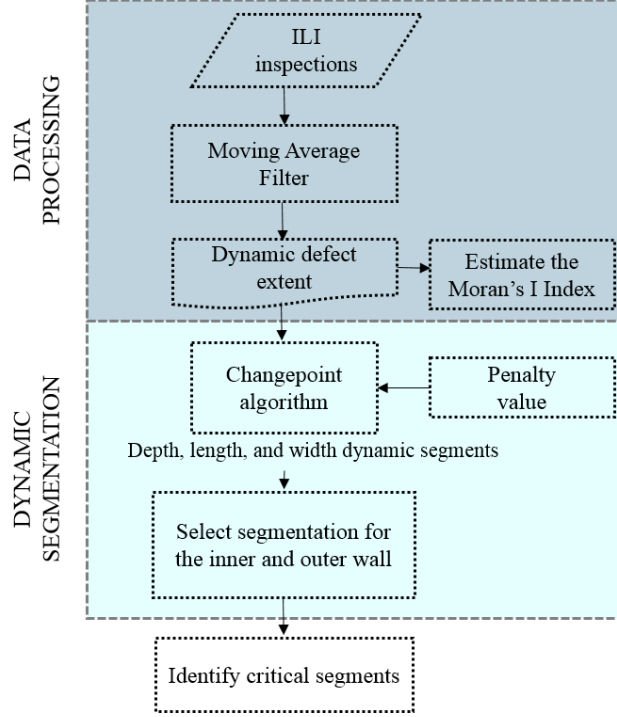 DATA
PROCESSING
ILI
inspections
Moving Average
Filter
Dynamic defect
extent
Estimate the
Moran's I Index
DYNAMIC
SEGMENTATION
Changepoint
algorithm
Penalty
value
Depth, length, and width dynamic segments
Select segmentation for
the inner and outer wall
Identify critical segments